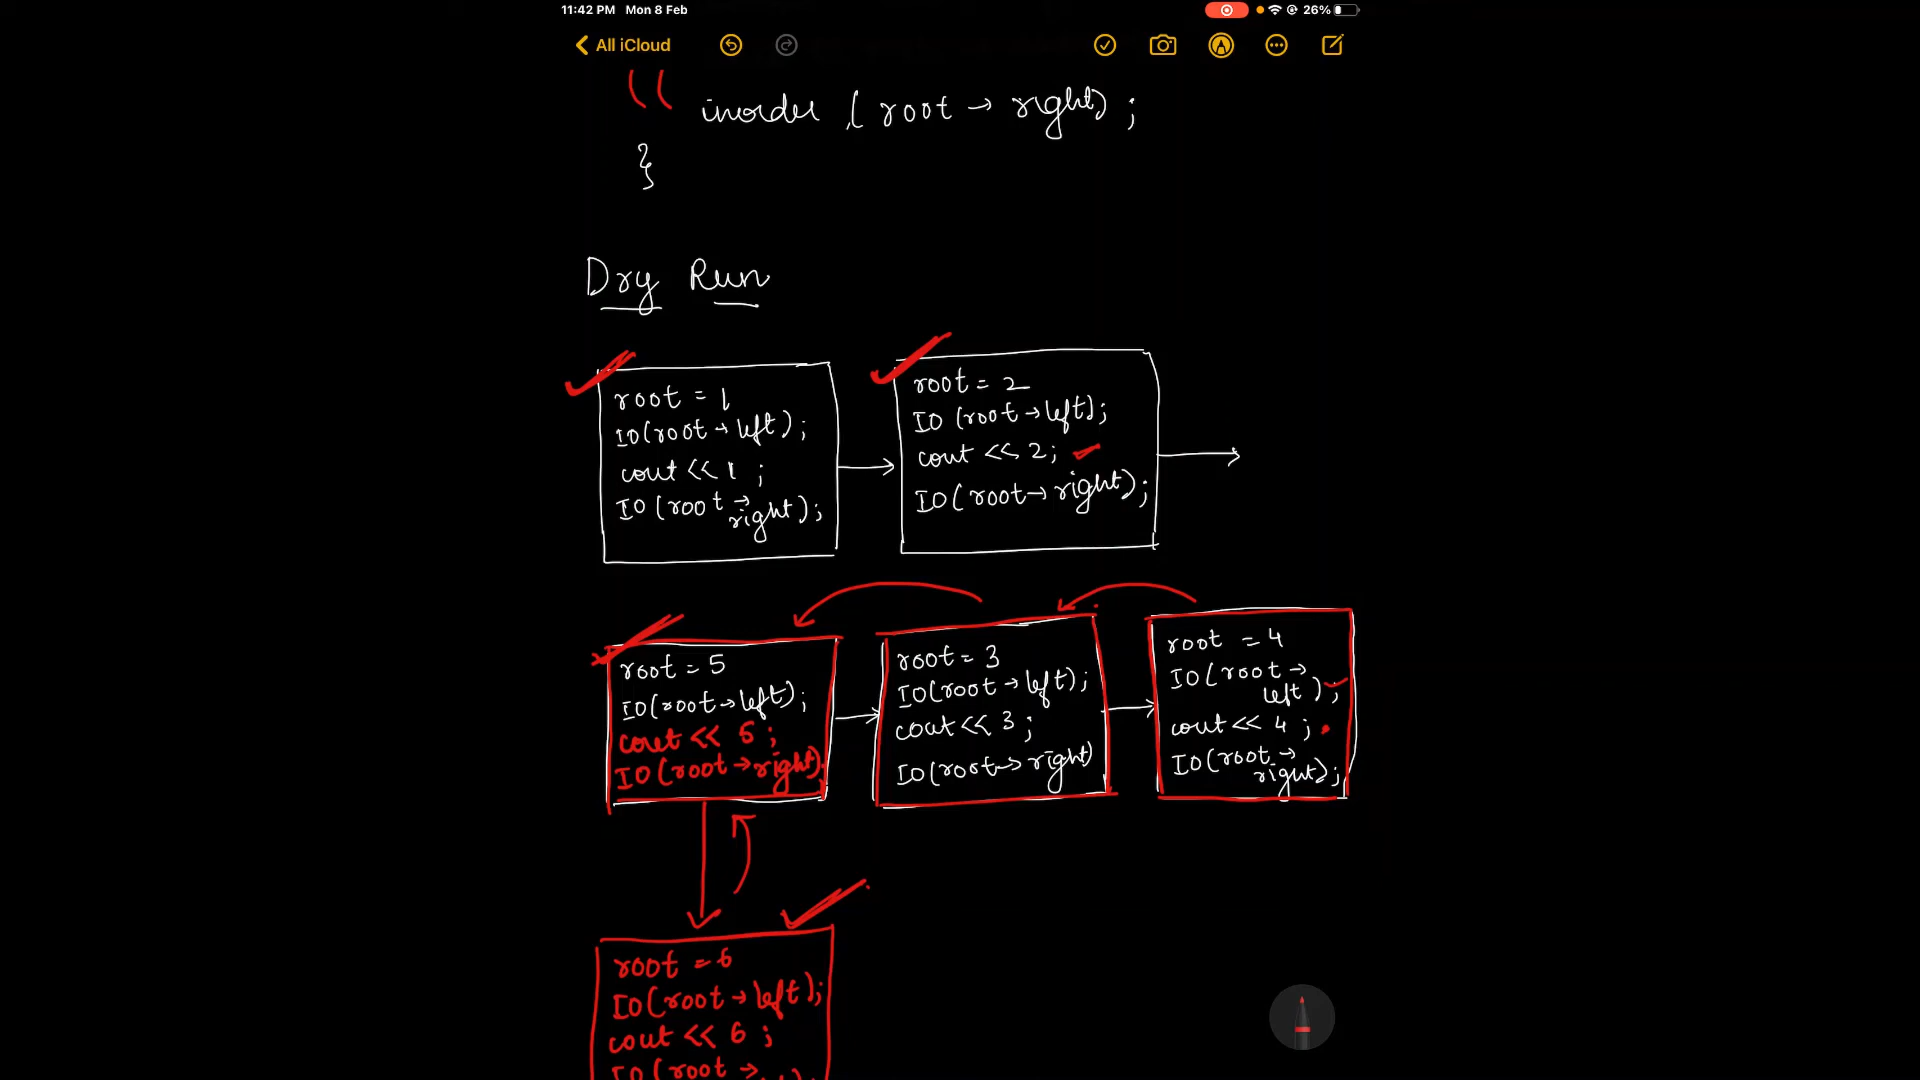 11:42 PM Mon 8 Feb
26%
All iCloud
inorder (root → right);
}
Dry Run
root = 1
IO(root→left);
cout << 1 ;
IO(root →
right);
root = 2
IO (root→left);
cout << 2;
IO(root→right);
root = 5
IO(root→left);
cout << 5 ;
IO(root→right).
root = 3
IO(root→left);
cout << 3 ;
IO(root→right)
root = 4
IO(root→
left);
cout << 4 ;
IO(root→
right);
root = 6
IO(root→left);
cout << 6 ;
IO(root →